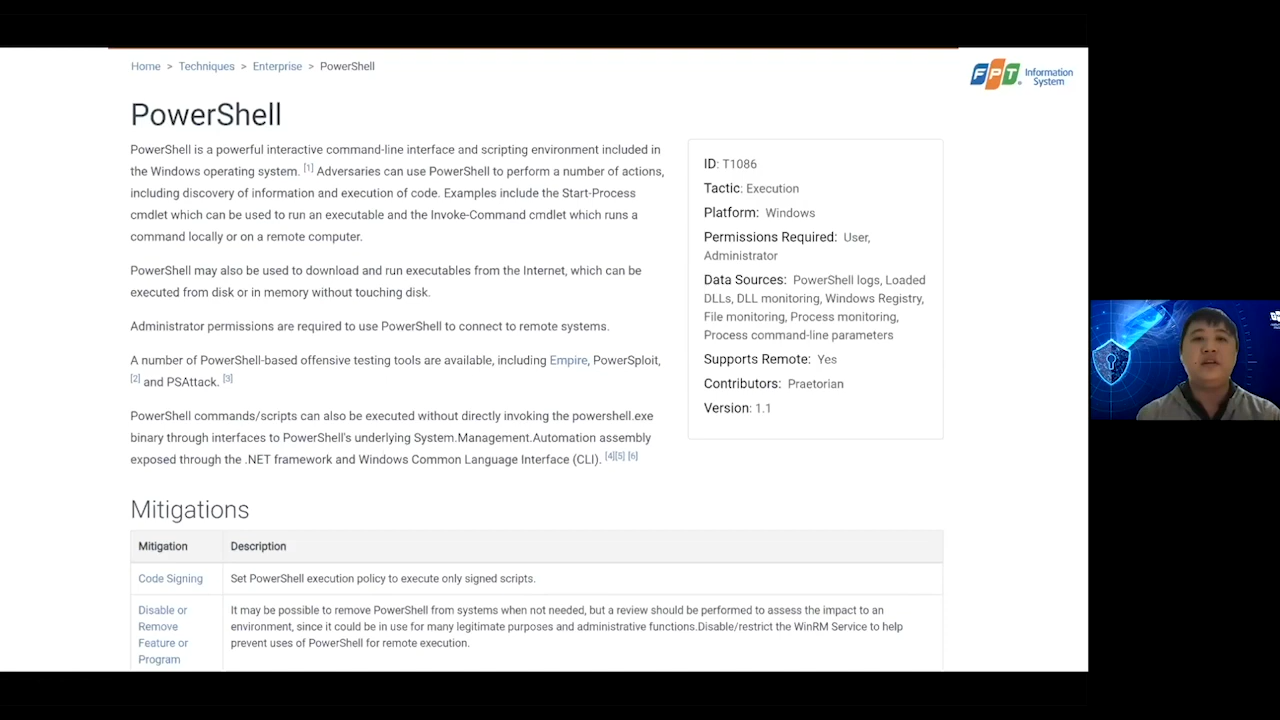 Home > Techniques > Enterprise > PowerShell
FPT Information
System
PowerShell
PowerShell is a powerful interactive command-line interface and scripting environment included in
the Windows operating system. [1] Adversaries can use PowerShell to perform a number of actions,
including discovery of information and execution of code. Examples include the Start-Process
cmdlet which can be used to run an executable and the Invoke-Command cmdlet which runs a
command locally or on a remote computer.
PowerShell may also be used to download and run executables from the Internet, which can be
executed from disk or in memory without touching disk.
Administrator permissions are required to use PowerShell to connect to remote systems.
A number of PowerShell-based offensive testing tools are available, including Empire, PowerSploit,
[2] and PSAttack. [3]
PowerShell commands/scripts can also be executed without directly invoking the powershell.exe
binary through interfaces to PowerShell's underlying System.Management.Automation assembly
exposed through the .NET framework and Windows Common Language Interface (CLI). [4][5] [6]
ID: T1086
Tactic: Execution
Platform: Windows
Permissions Required: User,
Administrator
Data Sources: PowerShell logs, Loaded
DLLs, DLL monitoring, Windows Registry,
File monitoring, Process monitoring,
Process command-line parameters
Supports Remote: Yes
Contributors: Praetorian
Version: 1.1
Mitigations
Mitigation Description
Code Signing Set PowerShell execution policy to execute only signed scripts.
Disable or
Remove
Feature or
Program
It may be possible to remove PowerShell from systems when not needed, but a review should be performed to assess the impact to an
environment, since it could be in use for many legitimate purposes and administrative functions.Disable/restrict the WinRM Service to help
prevent uses of PowerShell for remote execution.